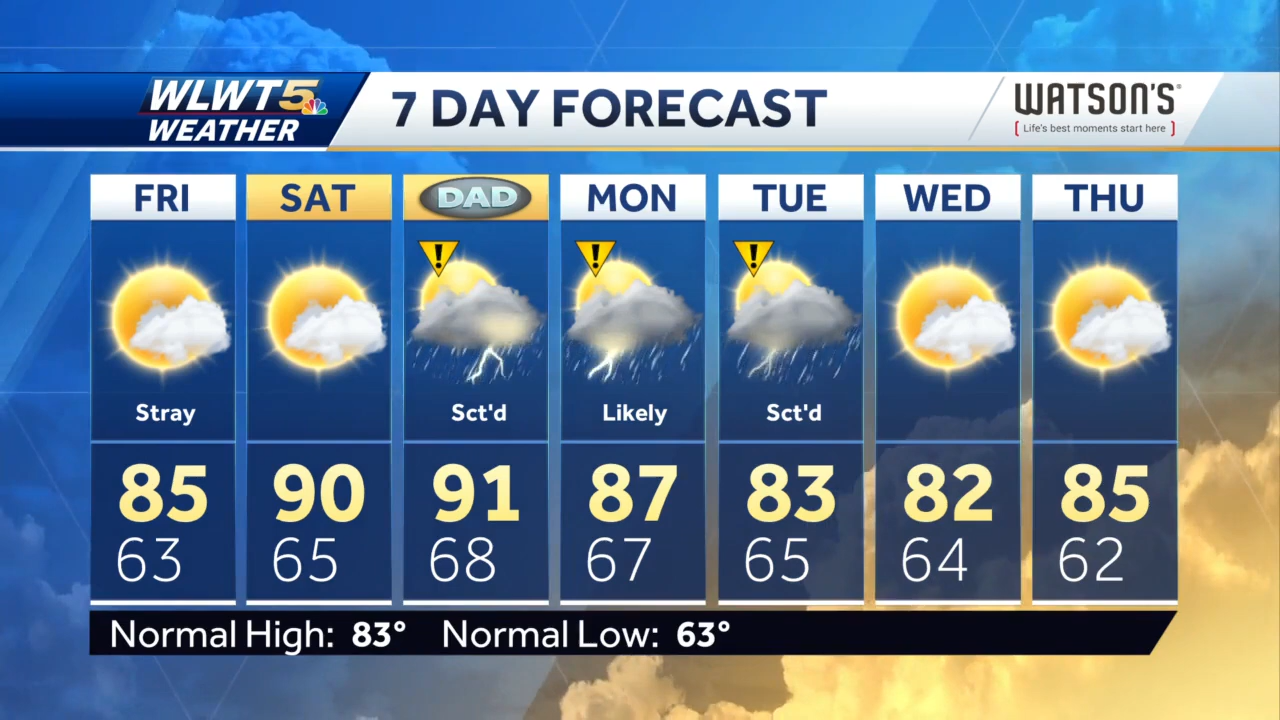 WLWT5
WEATHER
7 DAY FORECAST
WATSON'S®
[ Life's best moments start here ]
FRI SAT DAD MON TUE WED THU
! ! !
Stray Sct'd Likely Sct'd
85 90 91 87 83 82 85
63 65 68 67 65 64 62
Normal High: 83° Normal Low: 63°